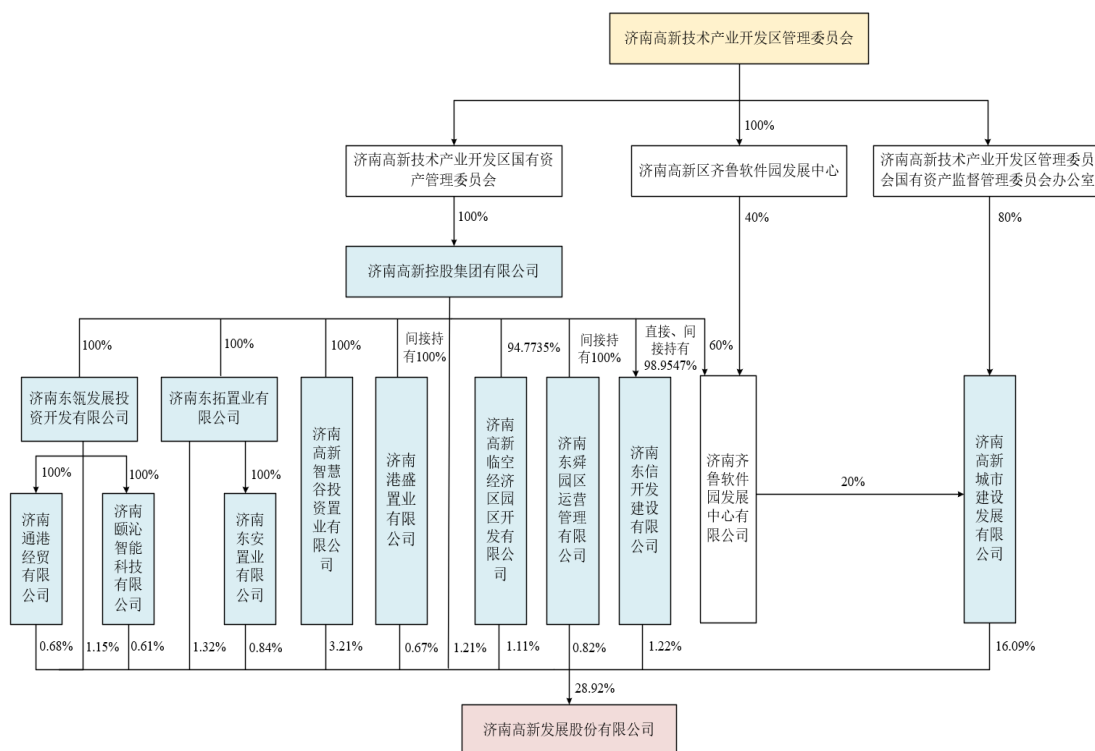 济南高新技术产业开发区管理委员会
100%
济南高新技术产业开发区国有资
产管理委员会
济南高新区齐鲁软件园发展中心
济南高新技术产业开发区管理委员
会国有资产监督管理委员会办公室
100%
40%
80%
济南高新控股集团有限公司
100%
100%
100%
间接持
有100%
94.7735%
间接持
有100%
直接、间
接持有
98.9547%
60%
济南东瓴发展投
资开发有限公司
济南东拓置业有
限公司
100%
100%
100%
济南
通港
经贸
有限
公司
济南
颐沁
智能
科技
有限
公司
济南
东安
置业
有限
公司
济南
高新
智慧
谷投
资置
业有
限公
司
济南
港盛
置业
有限
公司
济南
高新
临空
经济
区园
区开
发有
限公
司
济南
东舜
园区
运营
管理
有限
公司
济南
东信
开发
建设
有限
公司
济南齐
鲁软件
园发展
中心有
限公司
20%
济南
高新
城市
建设
发展
有限
公司
0.68%
1.15%
0.61%
1.32%
0.84%
3.21%
0.67%
1.21%
1.11%
0.82%
1.22%
16.09%
28.92%
济南高新发展股份有限公司